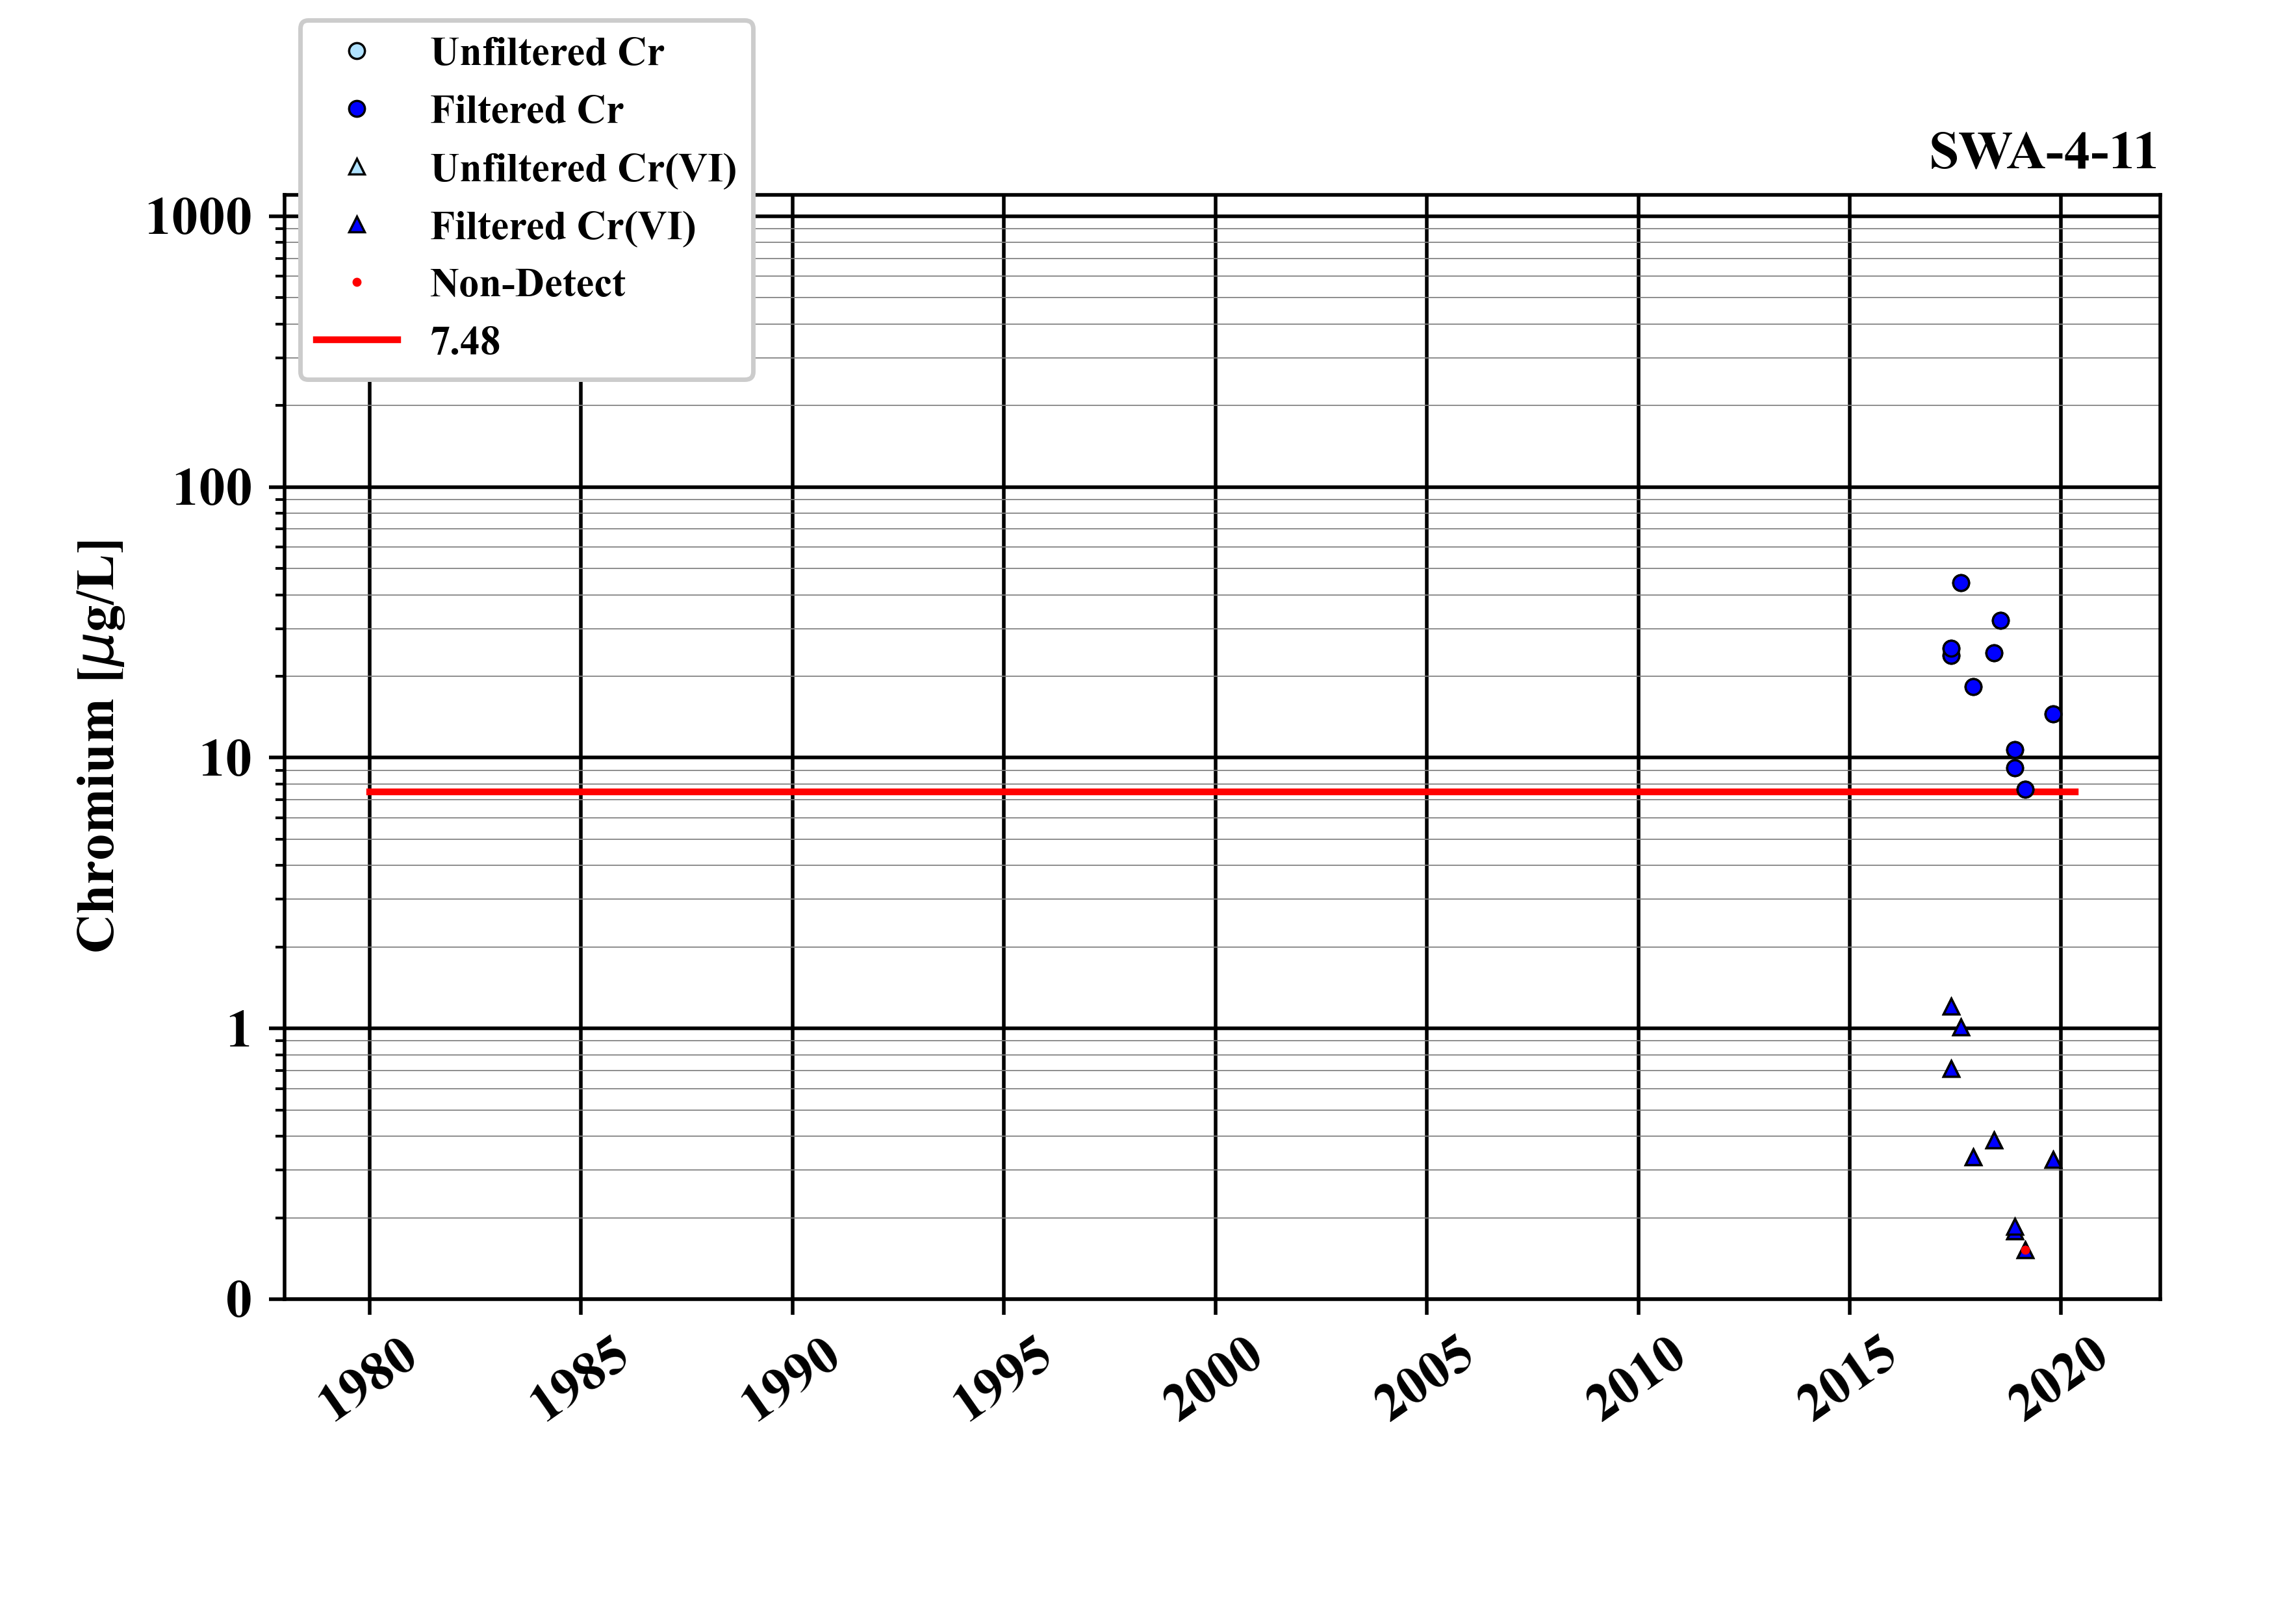 Unfiltered Cr
Filtered Cr
Unfiltered Cr(VI)
Filtered Cr(VI)
Non-Detect
7.48
SWA-4-11
1000
100
10
1
0
Chromium [μg/L]
1980
1985
1990
1995
2000
2005
2010
2015
2020